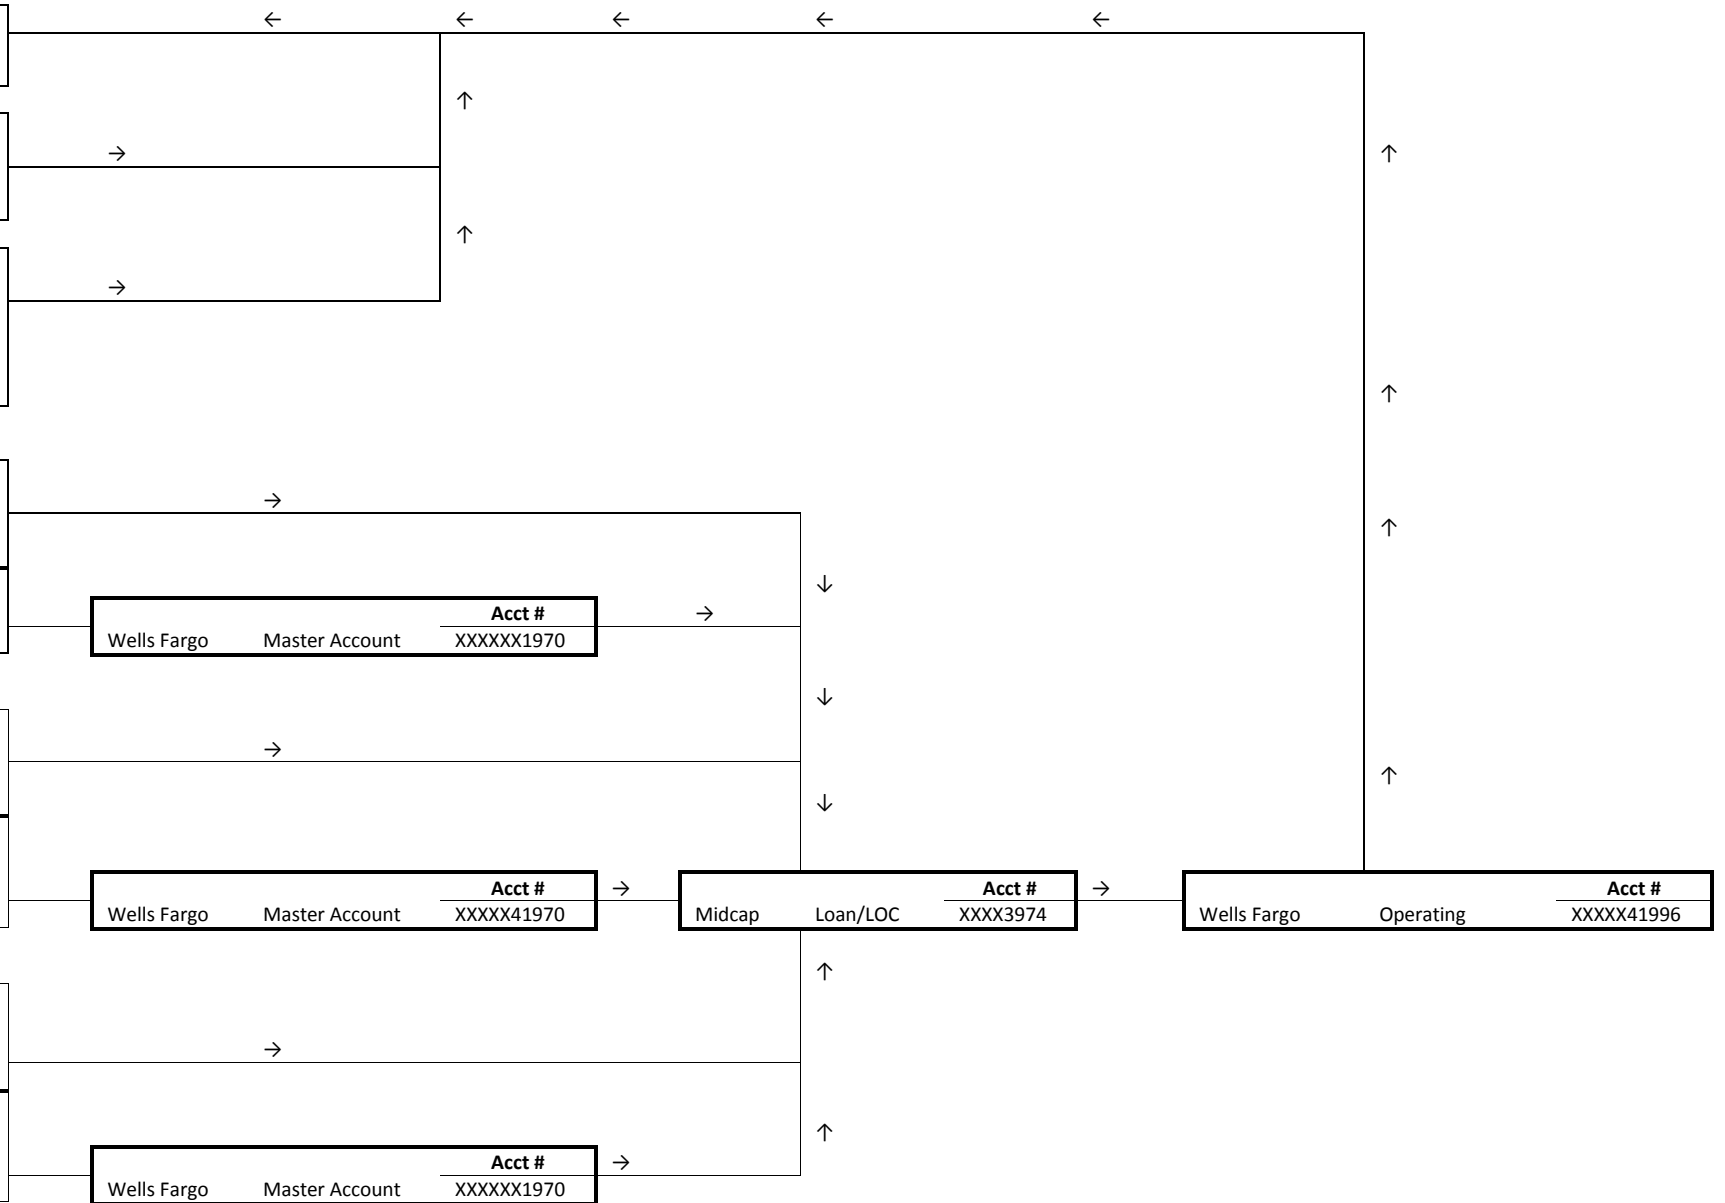 ← ← ← ← ←
↑
→ ↑
↑
→
↑
→
↑
↓
Acct # →
Wells Fargo Master Account XXXXXX1970
↓
→
↑
↓
Acct # → Acct # → Acct #
Wells Fargo Master Account XXXXX41970 Midcap Loan/LOC XXXX3974 Wells Fargo Operating XXXXX41996
↑
→
↑
Acct # →
Wells Fargo Master Account XXXXXX1970